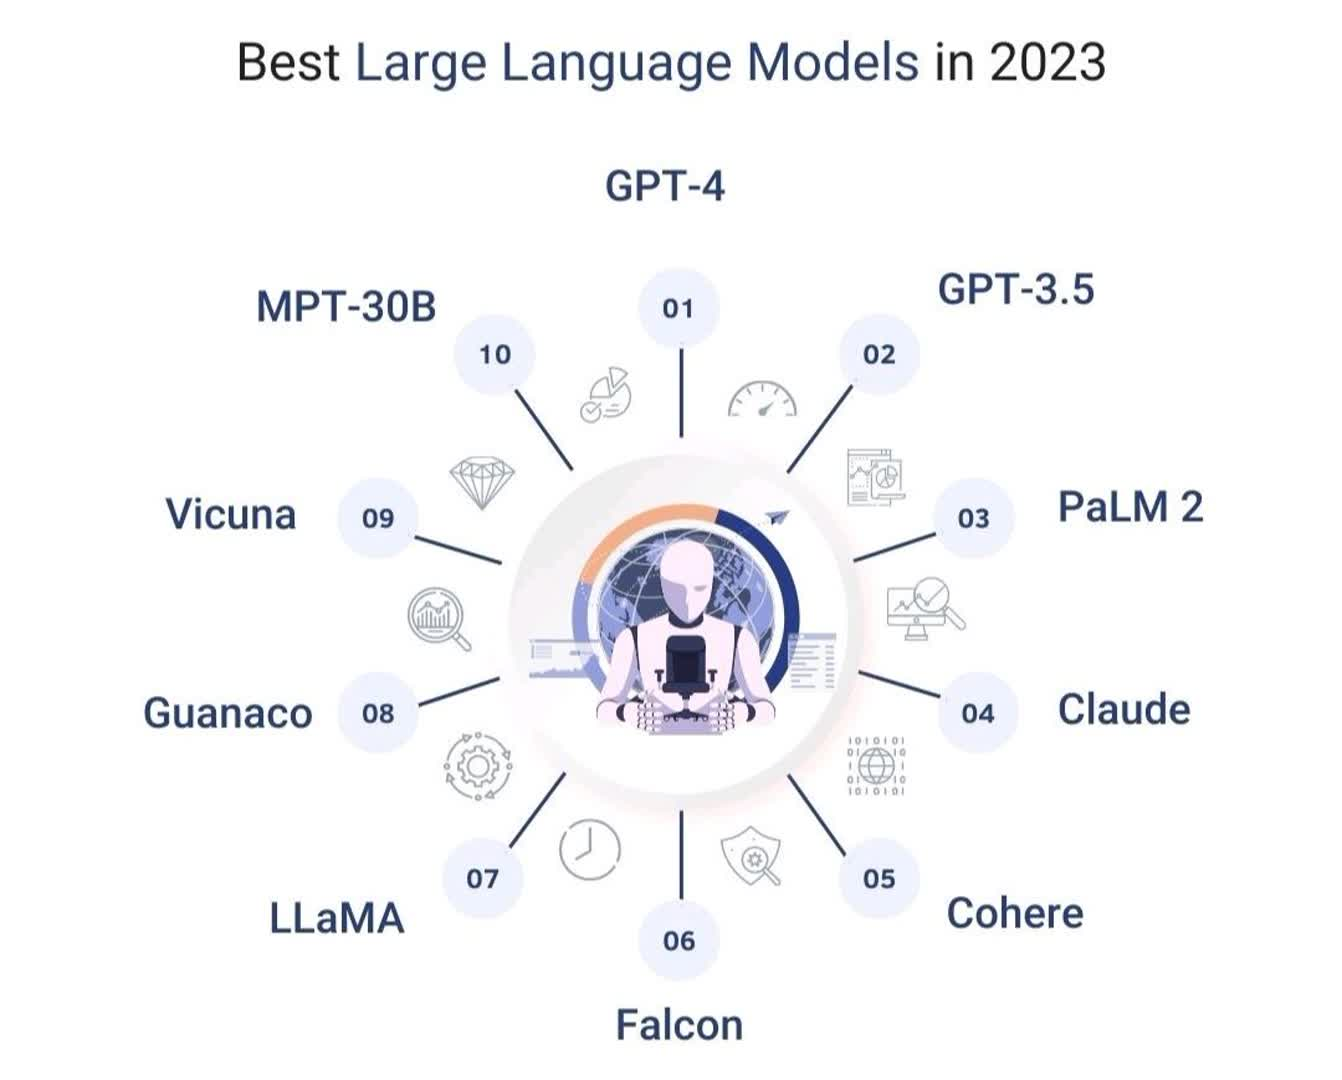 Best Large Language Models in 2023
GPT-4
01
GPT-3.5
02
PaLM 2
03
Claude
04
Cohere
05
Falcon
06
LLaMA
07
Guanaco
08
Vicuna
09
MPT-30B
10